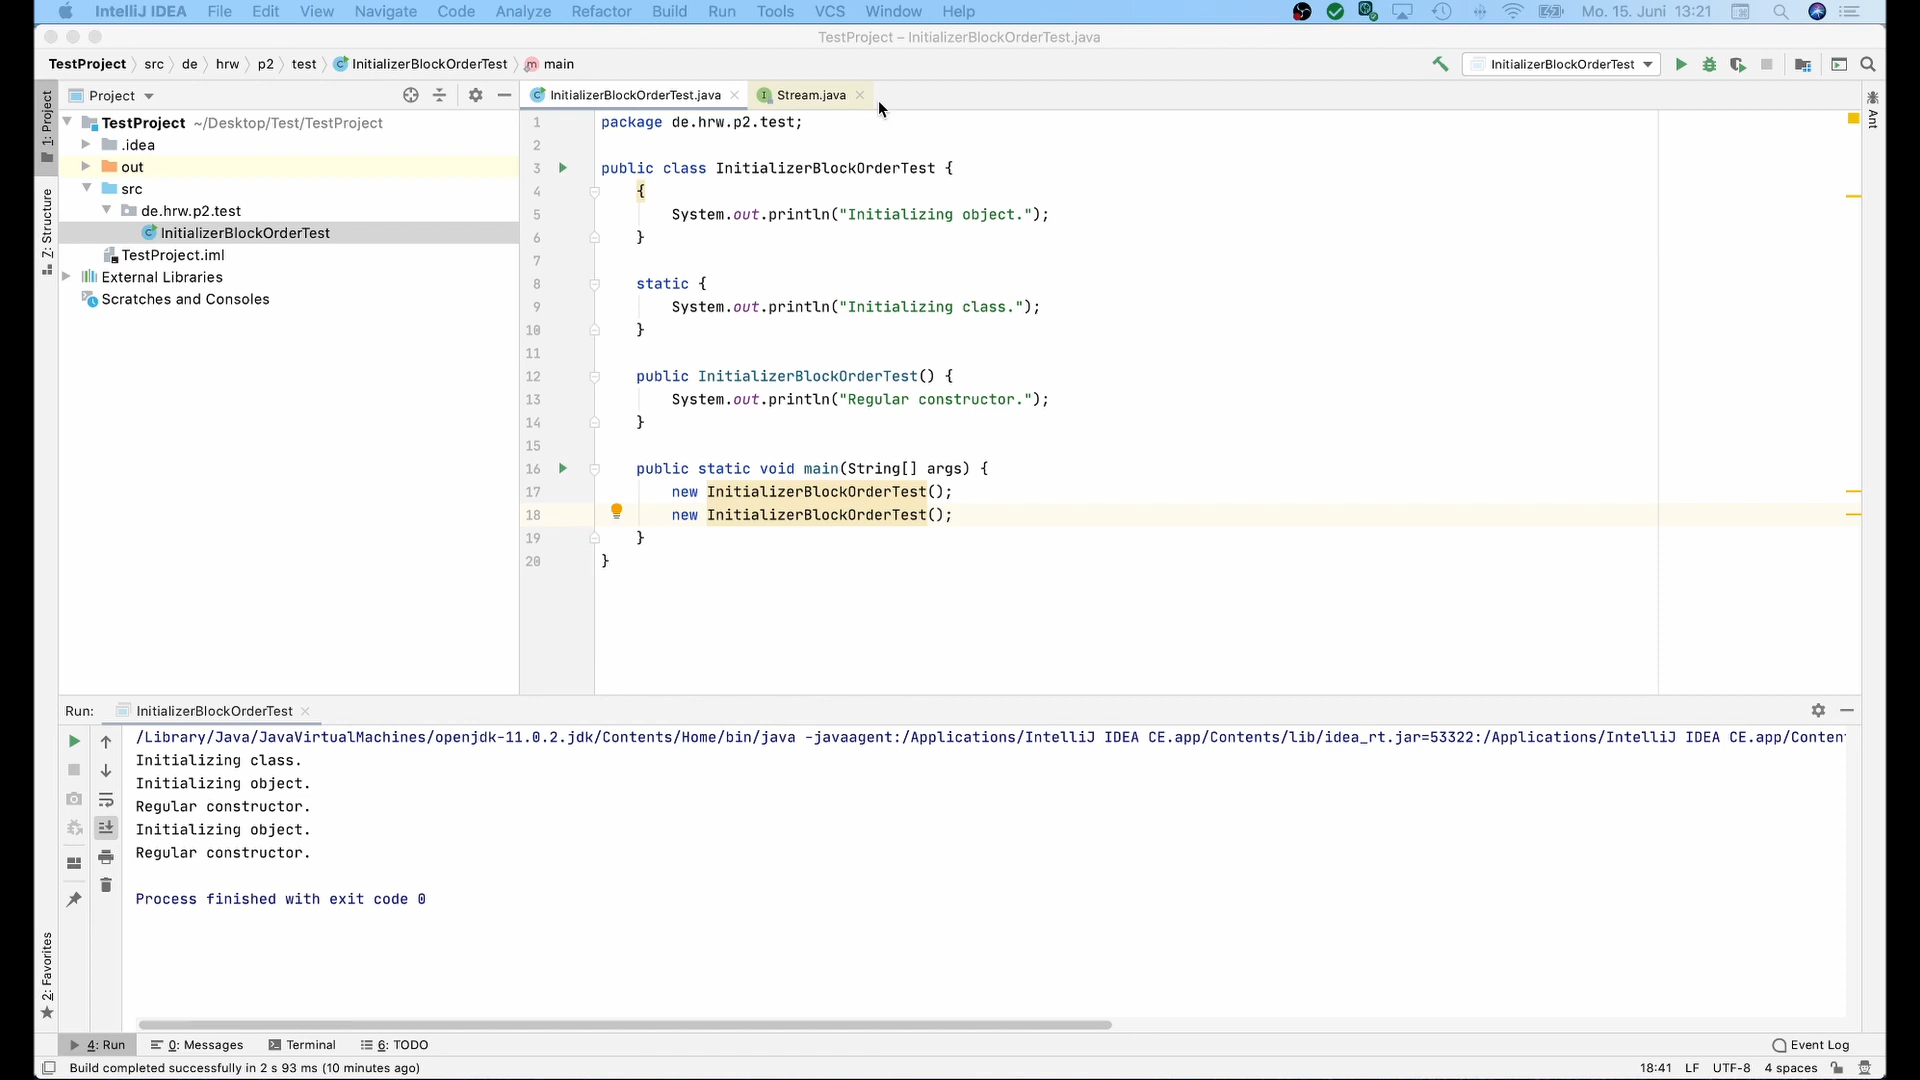 IntelliJ IDEA File Edit View Navigate Code Analyze Refactor Build Run Tools VCS Window Help Mo. 15. Juni 13:21
TestProject – InitializerBlockOrderTest.java
TestProject src de hrw p2 test InitializerBlockOrderTest main InitializerBlockOrderTest
Project InitializerBlockOrderTest.java Stream.java
1: Project
Z: Structure
2: Favorites
Ant
TestProject ~/Desktop/Test/TestProject
.idea
out
src
de.hrw.p2.test
InitializerBlockOrderTest
TestProject.iml
External Libraries
Scratches and Consoles
1 package de.hrw.p2.test;
2
3 public class InitializerBlockOrderTest {
4 {
5 System.out.println("Initializing object.");
6 }
7
8 static {
9 System.out.println("Initializing class.");
10 }
11
12 public InitializerBlockOrderTest() {
13 System.out.println("Regular constructor.");
14 }
15
16 public static void main(String[] args) {
17 new InitializerBlockOrderTest();
18 new InitializerBlockOrderTest();
19 }
20 }
Run: InitializerBlockOrderTest
/Library/Java/JavaVirtualMachines/openjdk-11.0.2.jdk/Contents/Home/bin/java -javaagent:/Applications/IntelliJ IDEA CE.app/Contents/lib/idea_rt.jar=53322:/Applications/IntelliJ IDEA CE.app/Conten
Initializing class.
Initializing object.
Regular constructor.
Initializing object.
Regular constructor.
Process finished with exit code 0
4: Run 0: Messages Terminal 6: TODO Event Log
Build completed successfully in 2 s 93 ms (10 minutes ago) 18:41 LF UTF-8 4 spaces